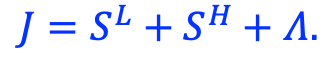 J = S^L + S^H + Λ.